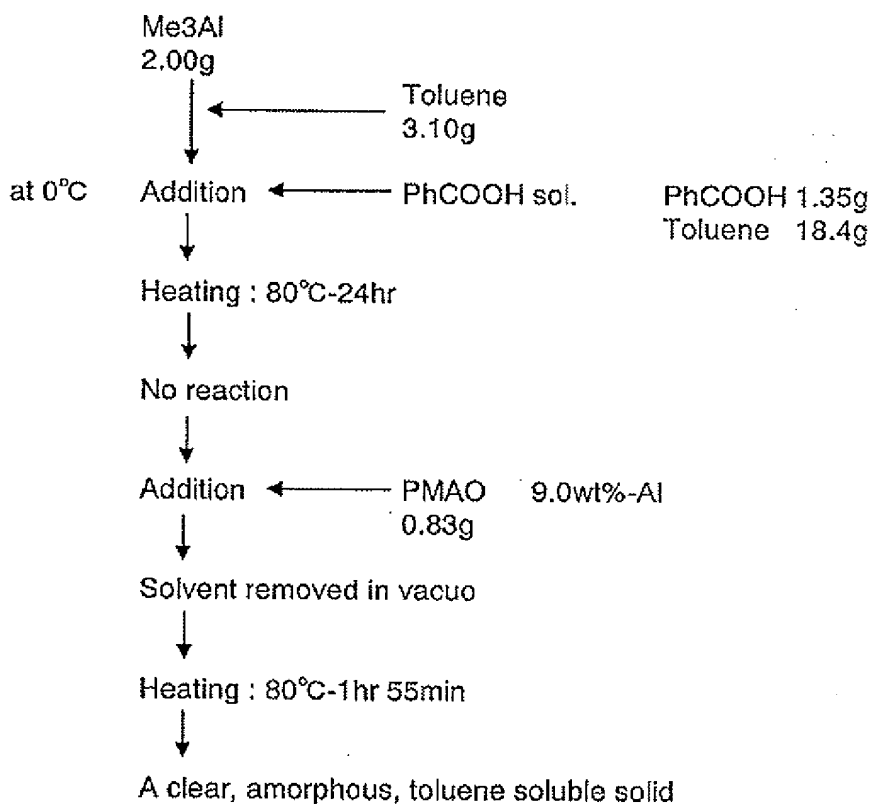 Me3Al
2.00g
Toluene
3.10g
at 0°C Addition PhCOOH sol. PhCOOH 1.35g
Toluene 18.4g
Heating : 80°C-24hr
No reaction
Addition PMAO 9.0wt%-Al
0.83g
Solvent removed in vacuo
Heating : 80°C-1hr 55min
A clear, amorphous, toluene soluble solid